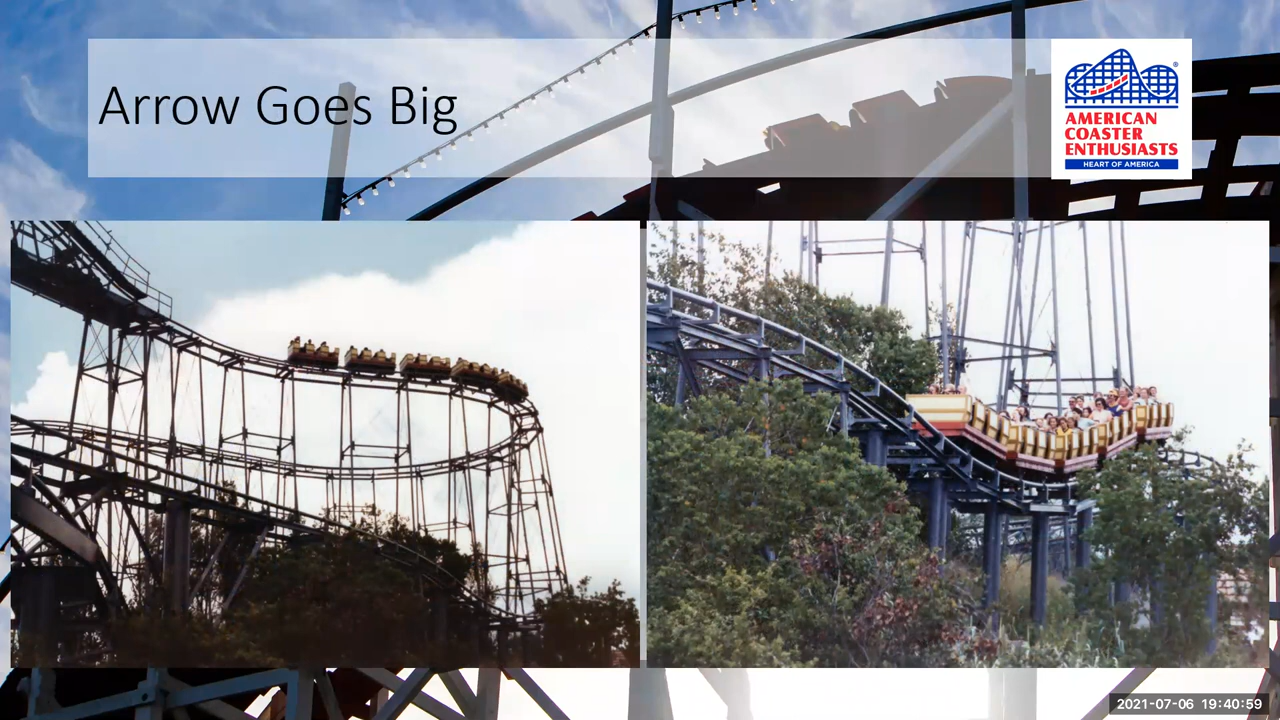 Arrow Goes Big
AMERICAN
COASTER
ENTHUSIASTS
HEART OF AMERICA
2021-07-06 19:40:59